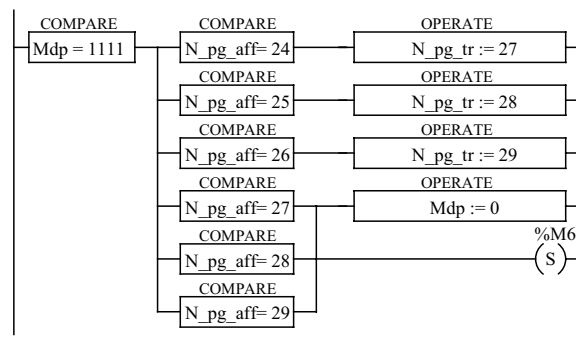 COMPARE
Mdp = 1111
COMPARE
N_pg_aff= 24
OPERATE
N_pg_tr := 27
COMPARE
N_pg_aff= 25
OPERATE
N_pg_tr := 28
COMPARE
N_pg_aff= 26
OPERATE
N_pg_tr := 29
COMPARE
N_pg_aff= 27
OPERATE
Mdp := 0
COMPARE
N_pg_aff= 28
%M6
S
COMPARE
N_pg_aff= 29